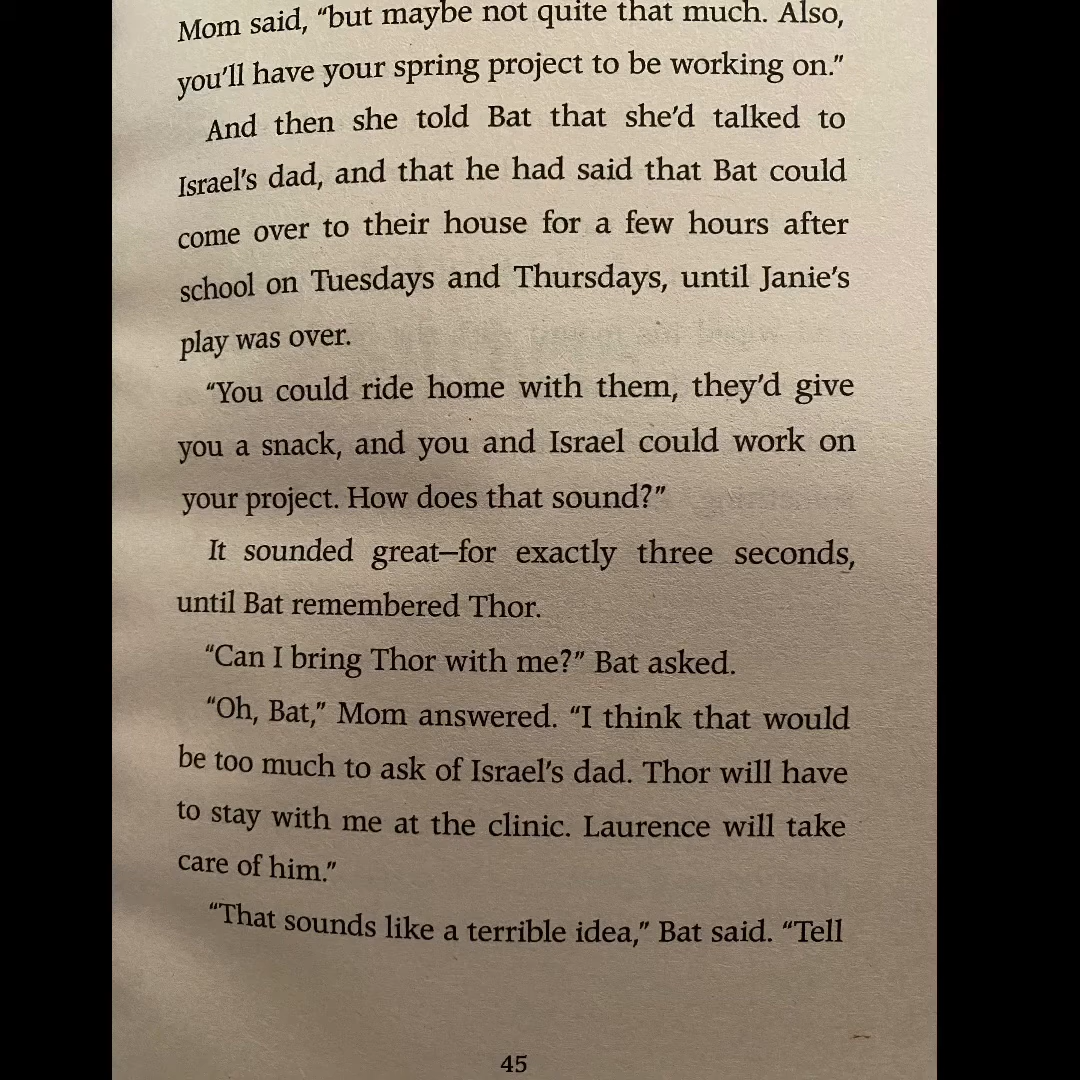 Mom said, “but maybe not quite that much. Also,
you’ll have your spring project to be working on.”
And then she told Bat that she’d talked to
Israel’s dad, and that he had said that Bat could
come over to their house for a few hours after
school on Tuesdays and Thursdays, until Janie’s
play was over.
“You could ride home with them, they’d give
you a snack, and you and Israel could work on
your project. How does that sound?”
It sounded great—for exactly three seconds,
until Bat remembered Thor.
“Can I bring Thor with me?” Bat asked.
“Oh, Bat,” Mom answered. “I think that would
be too much to ask of Israel’s dad. Thor will have
to stay with me at the clinic. Laurence will take
care of him.”
“That sounds like a terrible idea,” Bat said. “Tell
45